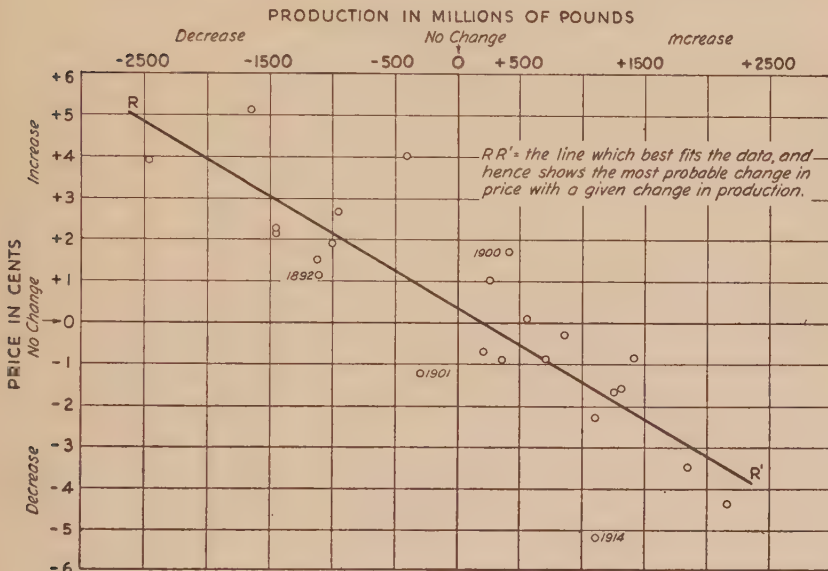 PRODUCTION IN MILLIONS OF POUNDS
Decrease No Change Increase
-2500 -1500 -500 0 +500 +1500 +2500
PRICE IN CENTS
Increase
No Change
Decrease
+6
+5
+4
+3
+2
+1
0
-1
-2
-3
-4
-5
-6
R
RR'= the line which best fits the data, and
hence shows the most probable change in
price with a given change in production.
1900
1892
1901
R'
1914